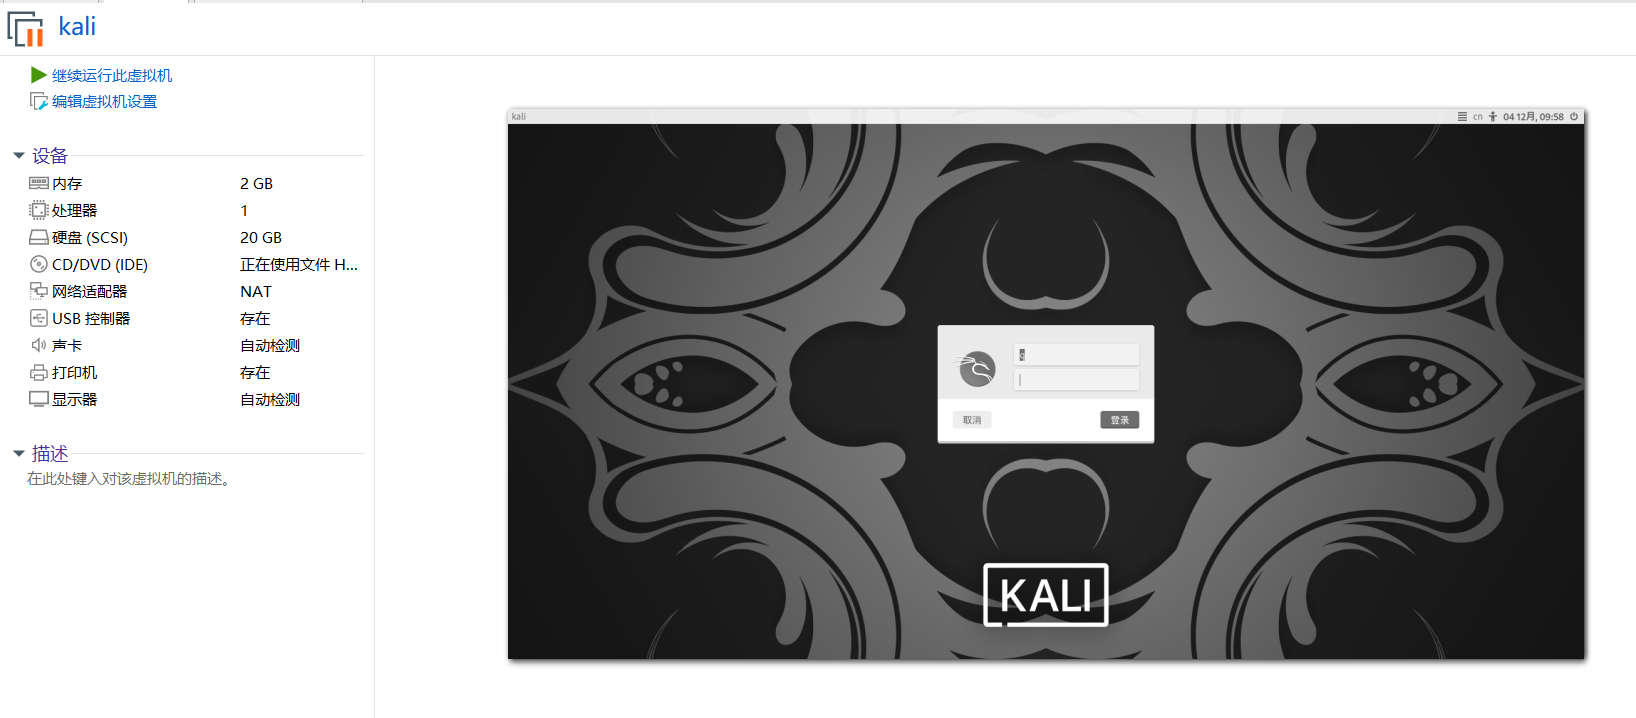 kali
继续运行此虚拟机
编辑虚拟机设置
设备
内存 2 GB
处理器 1
硬盘 (SCSI) 20 GB
CD/DVD (IDE) 正在使用文件 H...
网络适配器 NAT
USB 控制器 存在
声卡 自动检测
打印机 存在
显示器 自动检测
描述
在此处键入对该虚拟机的描述。
kali
cn
04 12月, 09:58
取消
登录
KALI